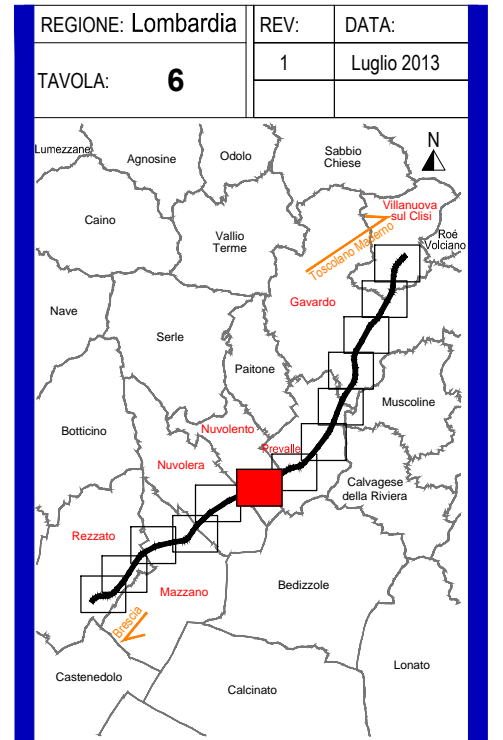 REGIONE: Lombardia
REV:
DATA:
TAVOLA: 6
1
Luglio 2013
Lumezzane
Agnosine
Odolo
Sabbio
Chiese
N
Caino
Vallio
Terme
Villanuova
sul Clisi
Roé
Volciano
Toscolano Maderno
Gavardo
Nave
Serle
Paitone
Muscoline
Botticino
Nuvolento
Prevalle
Nuvolera
Calvagese
della Riviera
Rezzato
Mazzano
Bedizzole
Brescia
Castenedolo
Calcinato
Lonato